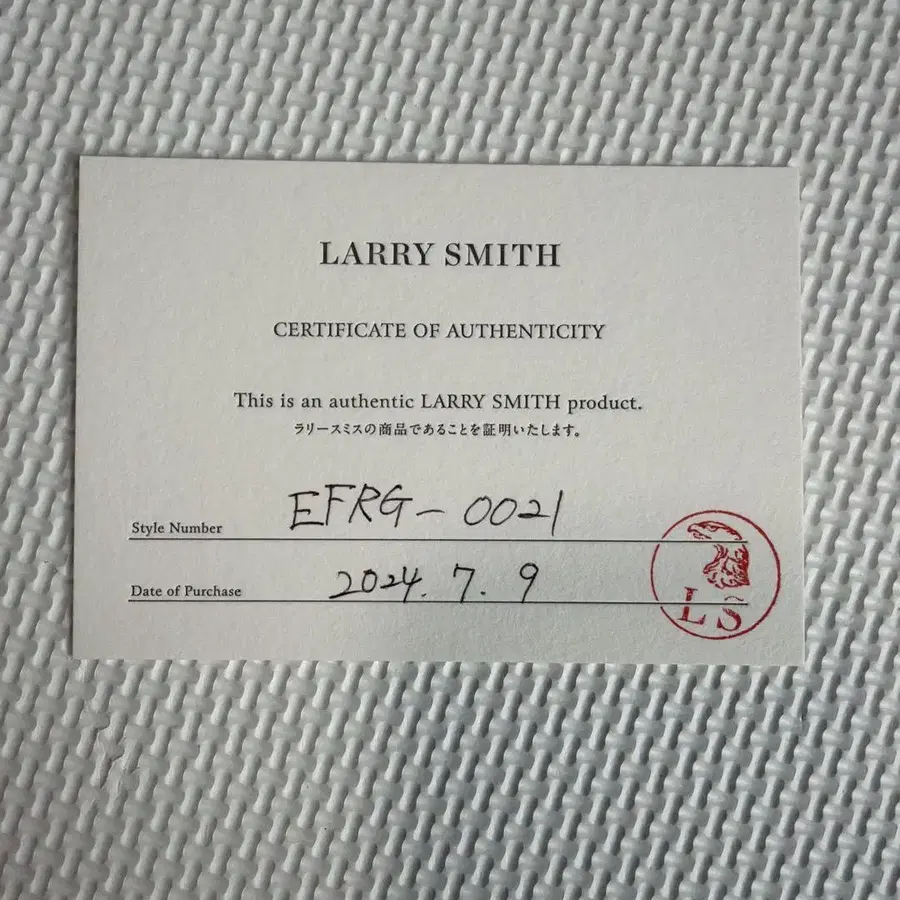 LARRY SMITH
CERTIFICATE OF AUTHENTICITY
This is an authentic LARRY SMITH product.
ラリースミスの商品であることを証明いたします。
Style Number EFRG-0021
Date of Purchase 2024. 7. 9
LS